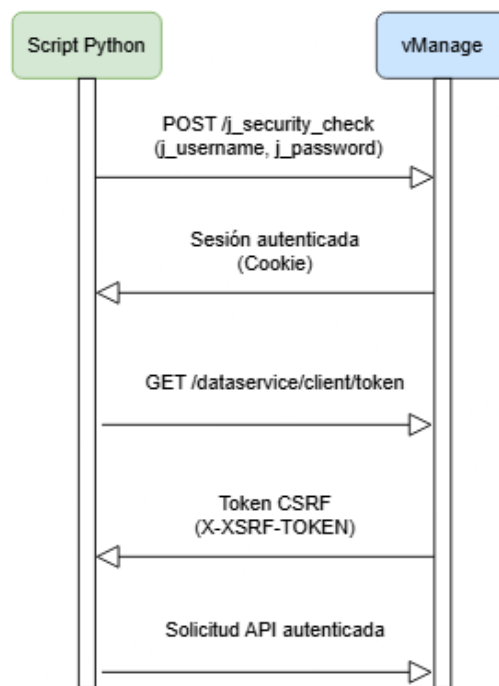 Script Python
vManage
POST /j_security_check
(j_username, j_password)
Sesión autenticada
(Cookie)
GET /dataservice/client/token
Token CSRF
(X-XSRF-TOKEN)
Solicitud API autenticada